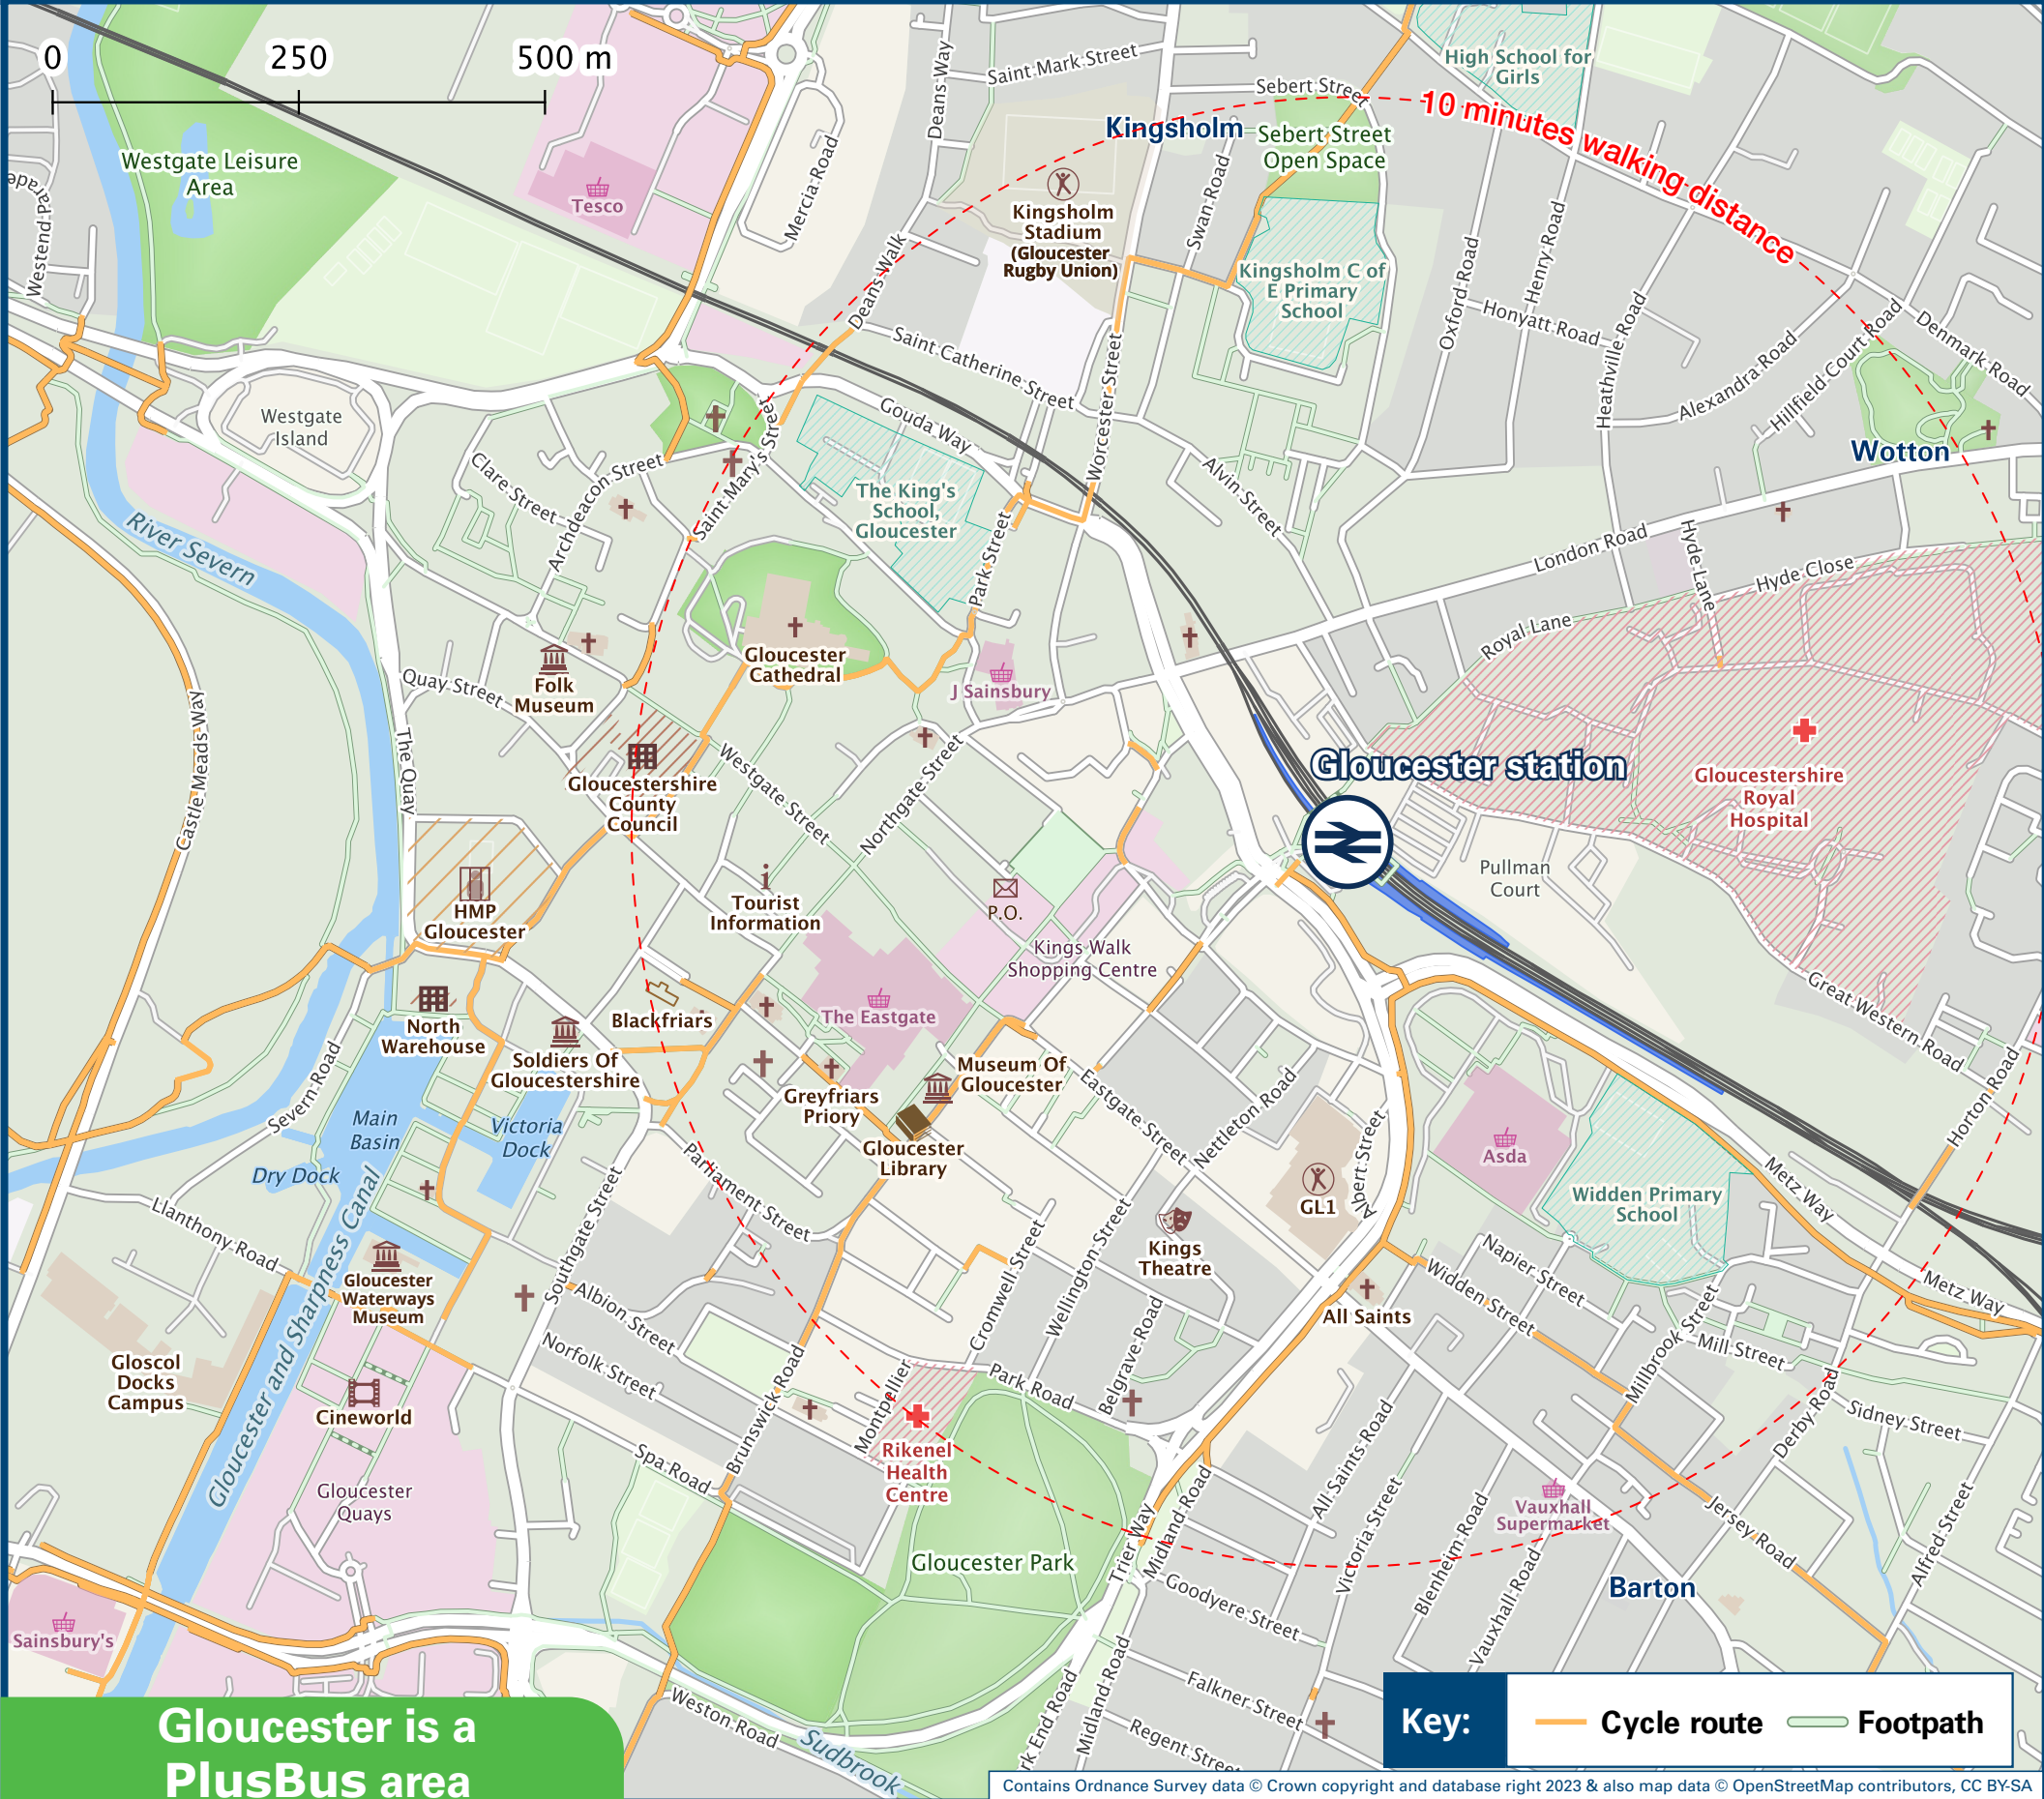 0 250 500 m
Westgate Leisure
Area
Tesco
Mercia Road
Deans Way
Saint Mark Street
Kingsholm
Sebert Street
Sebert Street
Open Space
High School for
Girls
10 minutes walking distance
Westend Parade
Kingsholm
Stadium
(Gloucester
Rugby Union)
Swan Road
Kingsholm C of
E Primary
School
Oxford Road
Henry Road
Honyatt Road
Heathville Road
Alexandra Road
Hillfield Court Road
Denmark Road
Wotton
Deans Walk
Saint Catherine Street
Worcester Street
Gouda Way
Westgate
Island
Clare Street
Archdeacon Street
Saint Mary's Street
The King's
School,
Gloucester
Park Street
Alvin Street
London Road
Hyde Lane
Hyde Close
Royal Lane
River Severn
Gloucester
Cathedral
J Sainsbury
Folk
Museum
Quay Street
The Quay
Castle Meads Way
Gloucestershire
County
Council
Westgate Street
Northgate Street
Gloucester station
Gloucestershire
Royal
Hospital
Pullman
Court
HMP
Gloucester
Tourist
Information
P.O.
Kings Walk
Shopping Centre
The Eastgate
Great Western Road
Horton Road
North
Warehouse
Blackfriars
Soldiers Of
Gloucestershire
Greyfriars
Priory
Museum Of
Gloucester
Gloucester
Library
Eastgate Street
Nettleton Road
Albert Street
GL1
Asda
Widden Primary
School
Metz Way
Metz Way
Severn Road
Main
Basin
Victoria
Dock
Dry Dock
Llanthony Road
Gloucester and Sharpness Canal
Parliament Street
Southgate Street
Kings
Theatre
Cromwell Street
Wellington Street
Belgrave Road
All Saints
Widden Street
Napier Street
Millbrook Street
Mill Street
Derby Road
Sidney Street
Gloucester
Waterways
Museum
Gloscol
Docks
Campus
Cineworld
Albion Street
Norfolk Street
Spa Road
Brunswick Road
Montpellier
Park Road
Rikenel
Health
Centre
Gloucester
Quays
Gloucester Park
Trier Way
Midland Road
All Saints Road
Victoria Street
Blenheim Road
Vauxhall Road
Vauxhall
Supermarket
Jersey Road
Alfred Street
Barton
Goodyere Street
Falkner Street
Regent Street
Midland Road
rk End Road
Weston Road
Sudbrook
Sainsbury's
Gloucester is a
PlusBus area
Key: Cycle route Footpath
Contains Ordnance Survey data © Crown copyright and database right 2023 & also map data © OpenStreetMap contributors, CC BY-SA